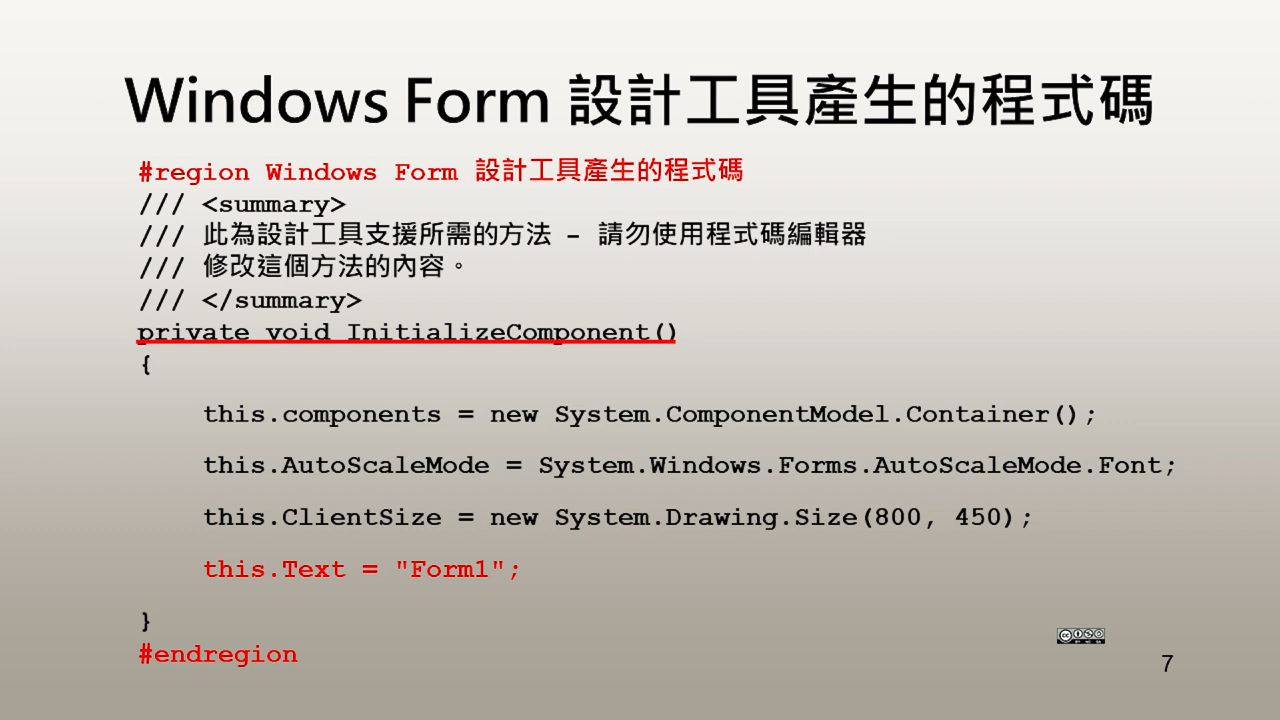 Windows Form 設計工具產生的程式碼
#region Windows Form 設計工具產生的程式碼
/// <summary>
/// 此為設計工具支援所需的方法 – 請勿使用程式碼編輯器
/// 修改這個方法的內容。
/// </summary>
private void InitializeComponent()
{
this.components = new System.ComponentModel.Container();
this.AutoScaleMode = System.Windows.Forms.AutoScaleMode.Font;
this.ClientSize = new System.Drawing.Size(800, 450);
this.Text = "Form1";
}
#endregion
7